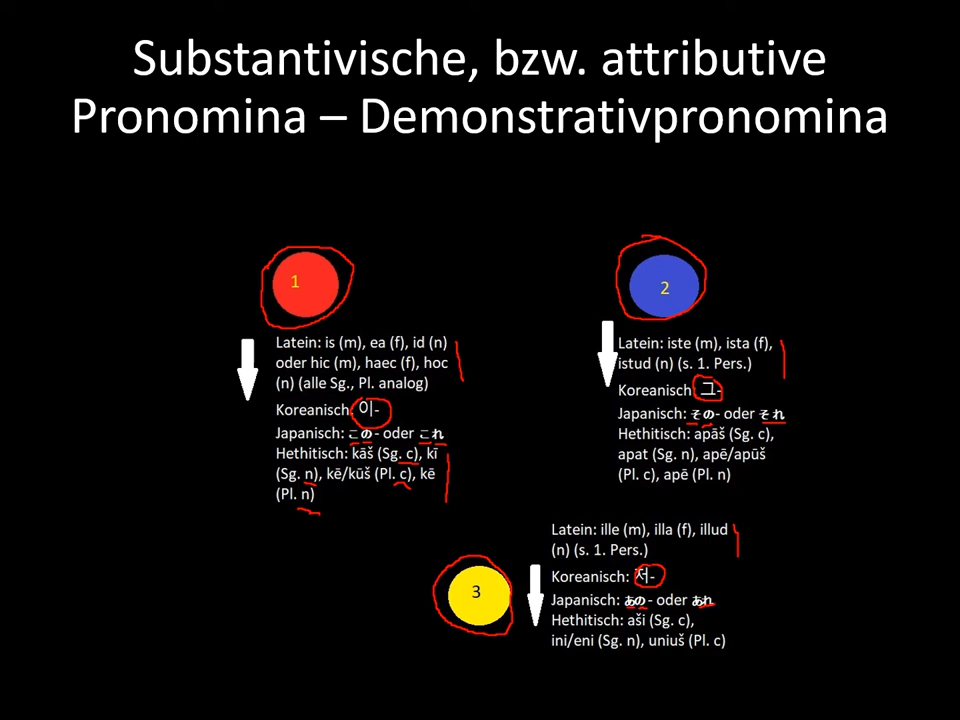 Substantivische, bzw. attributive
Pronomina – Demonstrativpronomina
1
Latein: is (m), ea (f), id (n)
oder hic (m), haec (f), hoc
(n) (alle Sg., Pl. analog)
Koreanisch: 이-
Japanisch: この- oder これ
Hethitisch: kāš (Sg. c), kī
(Sg. n), kē/kūš (Pl. c), kē
(Pl. n)
2
Latein: iste (m), ista (f),
istud (n) (s. 1. Pers.)
Koreanisch: 그-
Japanisch: その- oder それ
Hethitisch: apāš (Sg. c),
apat (Sg. n), apē/apūš
(Pl. c), apē (Pl. n)
3
Latein: ille (m), illa (f), illud
(n) (s. 1. Pers.)
Koreanisch: 저-
Japanisch: あの- oder あれ
Hethitisch: aši (Sg. c),
ini/eni (Sg. n), uniuš (Pl. c)